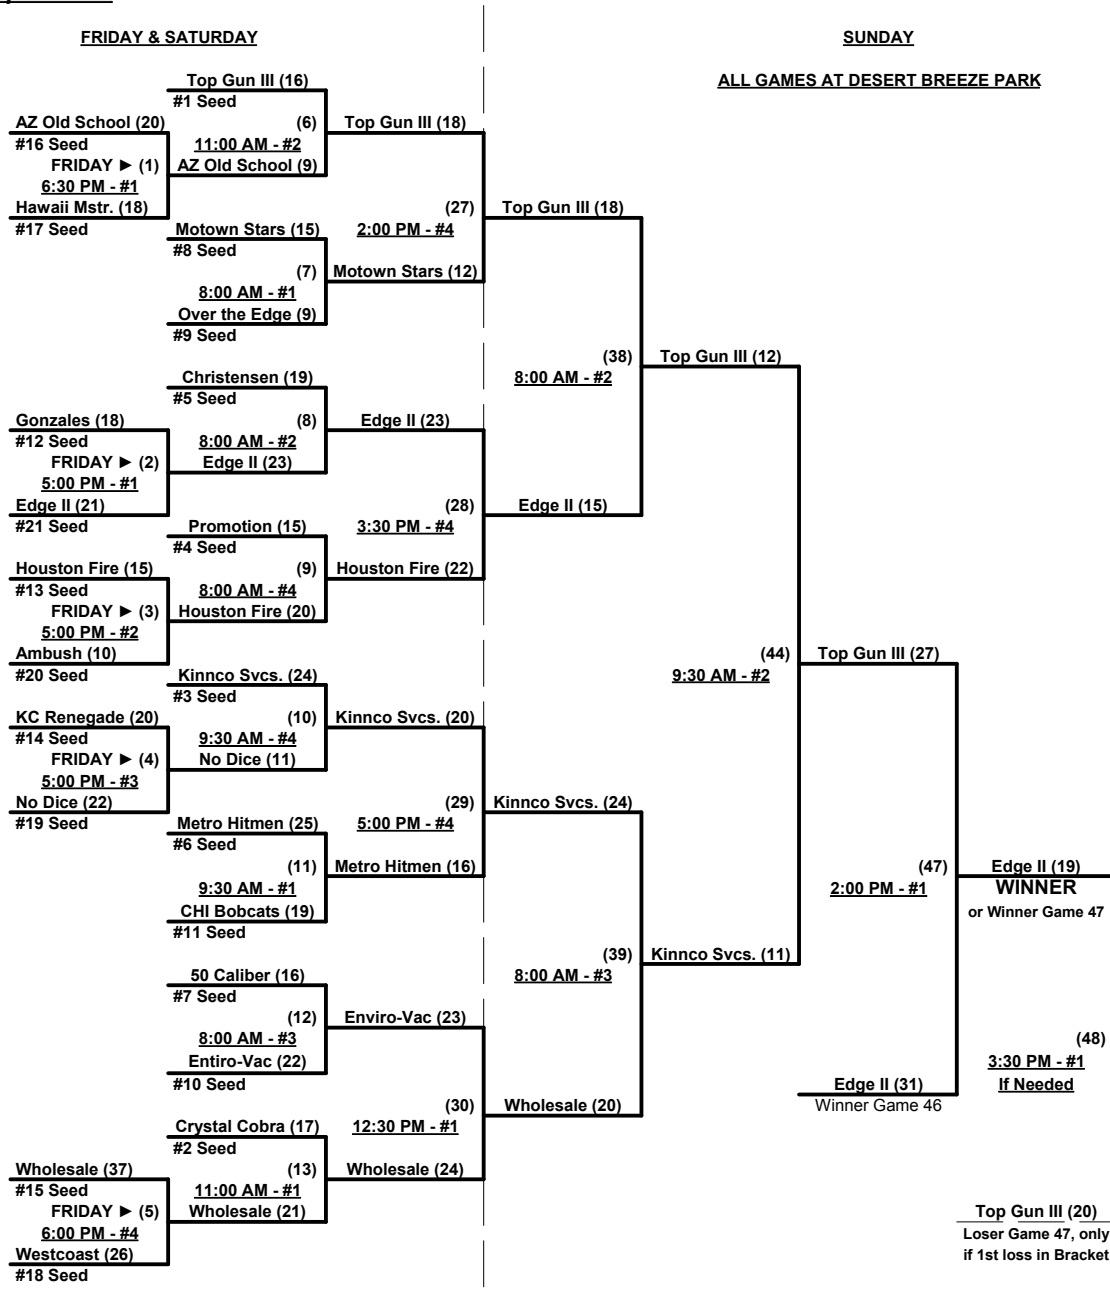 FRIDAY & SATURDAY
SUNDAY
ALL GAMES AT DESERT BREEZE PARK
Top Gun III (16)
#1 Seed
AZ Old School (20)
(6)
Top Gun III (18)
#16 Seed
11:00 AM - #2
FRIDAY ► (1)
AZ Old School (9)
6:30 PM - #1
Hawaii Mstr. (18)
(27)
Top Gun III (18)
#17 Seed
Motown Stars (15)
2:00 PM - #4
#8 Seed
(7)
Motown Stars (12)
8:00 AM - #1
Over the Edge (9)
#9 Seed
(38)
Top Gun III (12)
Christensen (19)
8:00 AM - #2
#5 Seed
Gonzales (18)
(8)
Edge II (23)
#12 Seed
8:00 AM - #2
FRIDAY ► (2)
Edge II (23)
5:00 PM - #1
Edge II (21)
(28)
Edge II (15)
#21 Seed
Promotion (15)
3:30 PM - #4
#4 Seed
Houston Fire (15)
(9)
Houston Fire (22)
#13 Seed
8:00 AM - #4
FRIDAY ► (3)
Houston Fire (20)
5:00 PM - #2
Ambush (10)
(44)
Top Gun III (27)
#20 Seed
Kinnco Svcs. (24)
9:30 AM - #2
#3 Seed
KC Renegade (20)
(10)
Kinnco Svcs. (20)
#14 Seed
9:30 AM - #4
FRIDAY ► (4)
No Dice (11)
5:00 PM - #3
No Dice (22)
(29)
Kinnco Svcs. (24)
#19 Seed
Metro Hitmen (25)
5:00 PM - #4
#6 Seed
(11)
Metro Hitmen (16)
(47)
Edge II (19)
9:30 AM - #1
2:00 PM - #1
WINNER
CHI Bobcats (19)
or Winner Game 47
#11 Seed
(39)
Kinnco Svcs. (11)
50 Caliber (16)
8:00 AM - #3
#7 Seed
(12)
Enviro-Vac (23)
8:00 AM - #3
(48)
Entiro-Vac (22)
3:30 PM - #1
#10 Seed
Edge II (31)
If Needed
(30)
Wholesale (20)
Winner Game 46
Crystal Cobra (17)
12:30 PM - #1
#2 Seed
Wholesale (37)
(13)
Wholesale (24)
#15 Seed
11:00 AM - #1
FRIDAY ► (5)
Wholesale (21)
Top Gun III (20)
6:00 PM - #4
Loser Game 47, only
Westcoast (26)
if 1st loss in Bracket
#18 Seed